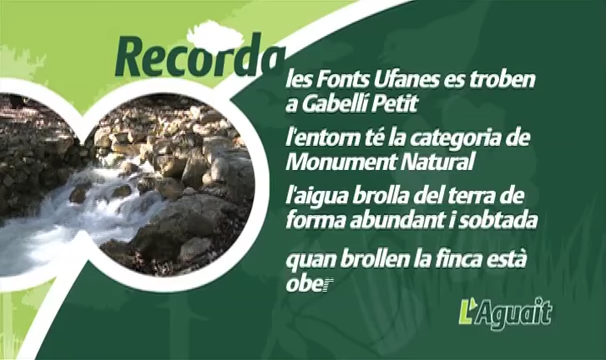 Recorda
les Fonts Ufanes es troben
a Gabellí Petit
l'entorn té la categoria de
Monument Natural
l'aigua brolla del terra de
forma abundant i sobtada
quan brollen la finca està
ober
L'Aguait